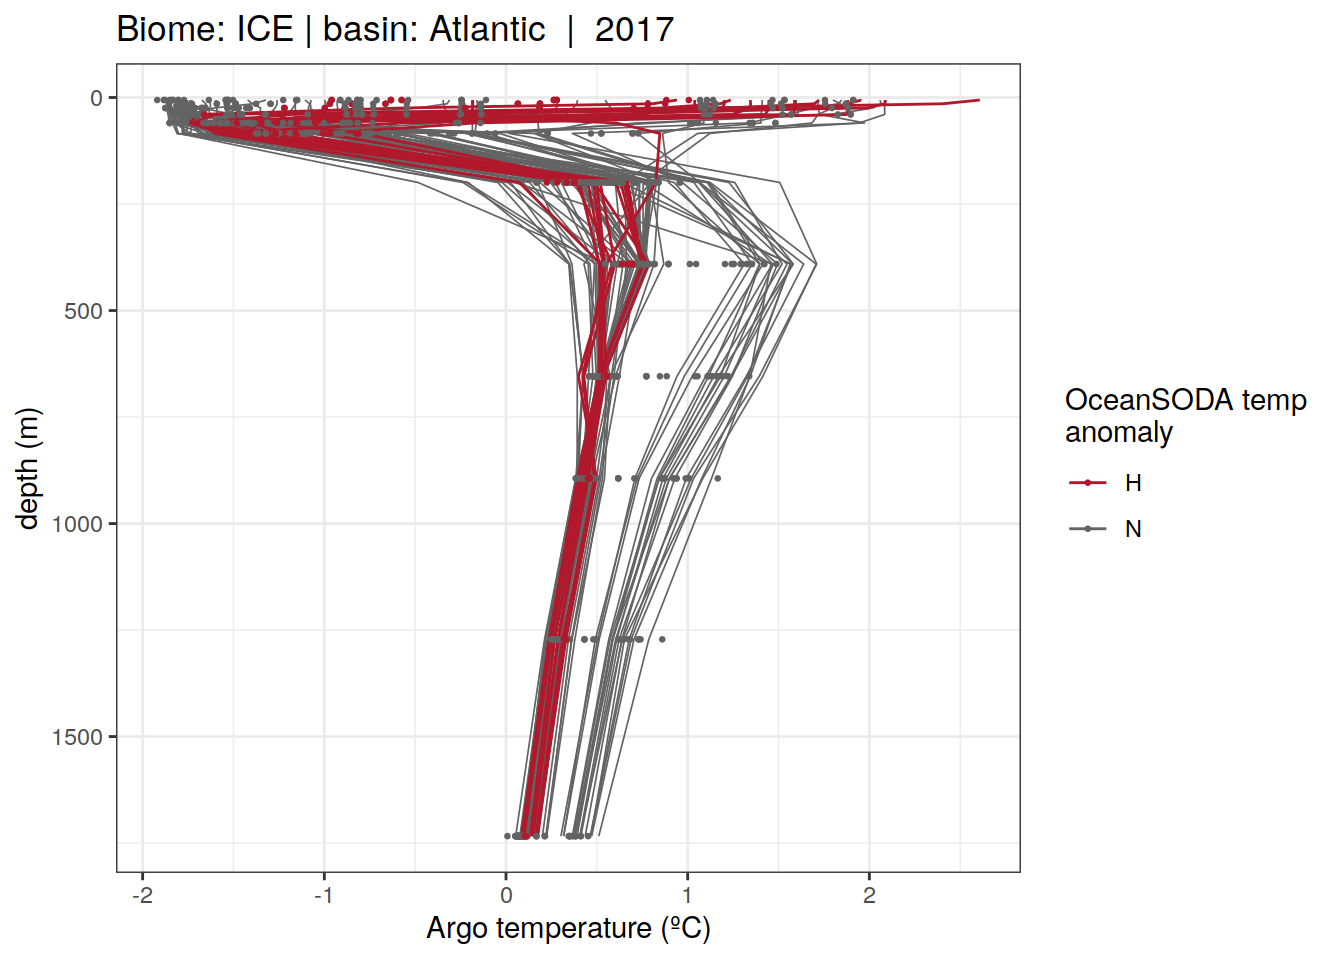 Biome: ICE | basin: Atlantic  |  2017
0
500
1000
1500
depth (m)
-2
-1
0
1
2
Argo temperature (ºC)
OceanSODA temp
anomaly
H
N